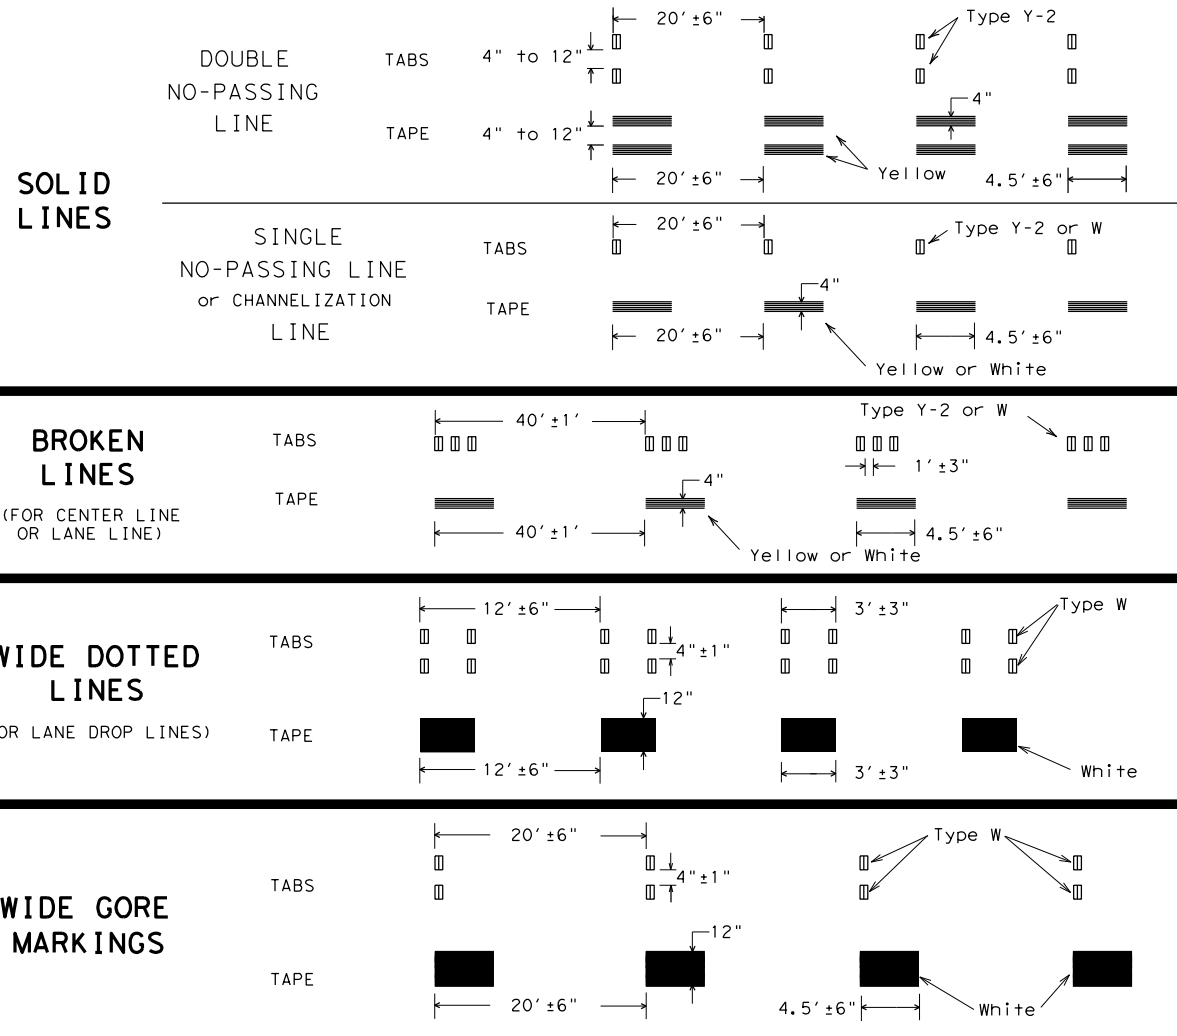 SOLID
LINES
DOUBLE
NO-PASSING
LINE
TABS
20'±6"
Type Y-2
4" to 12"
TAPE
4" to 12"
4"
20'±6"
Yellow
4.5'±6"
SINGLE
NO-PASSING LINE
or CHANNELIZATION
LINE
TABS
20'±6"
Type Y-2 or W
TAPE
4"
20'±6"
4.5'±6"
Yellow or White
BROKEN
LINES
(FOR CENTER LINE
OR LANE LINE)
TABS
40'±1'
Type Y-2 or W
1'±3"
TAPE
4"
40'±1'
4.5'±6"
Yellow or White
WIDE DOTTED
LINES
OR LANE DROP LINES)
TABS
12'±6"
3'±3"
Type W
4"±1"
TAPE
12"
12'±6"
3'±3"
White
WIDE GORE
MARKINGS
TABS
20'±6"
Type W
4"±1"
TAPE
12"
20'±6"
4.5'±6"
White